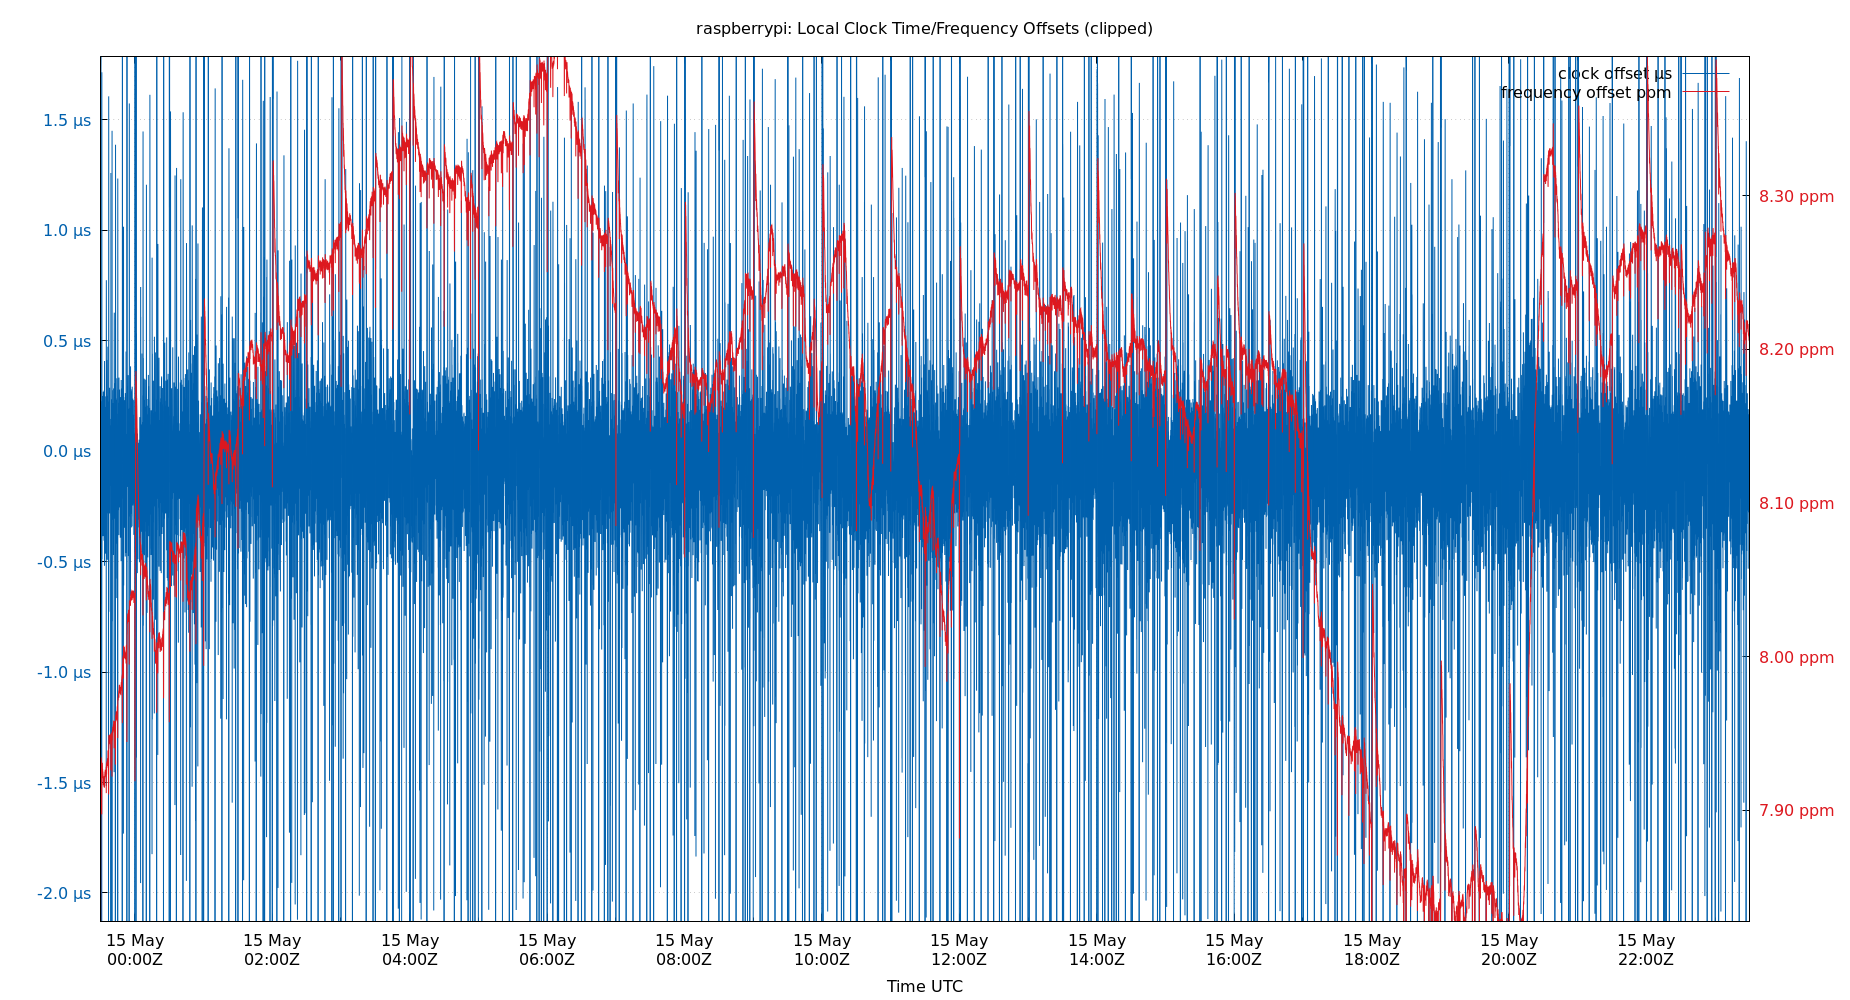 raspberrypi: Local Clock Time/Frequency Offsets (clipped)
clock offset µs
frequency offset ppm
1.5 µs
1.0 µs
0.5 µs
0.0 µs
-0.5 µs
-1.0 µs
-1.5 µs
-2.0 µs
8.30 ppm
8.20 ppm
8.10 ppm
8.00 ppm
7.90 ppm
15 May 15 May 15 May 15 May 15 May 15 May 15 May 15 May 15 May 15 May 15 May 15 May
00:00Z 02:00Z 04:00Z 06:00Z 08:00Z 10:00Z 12:00Z 14:00Z 16:00Z 18:00Z 20:00Z 22:00Z
Time UTC